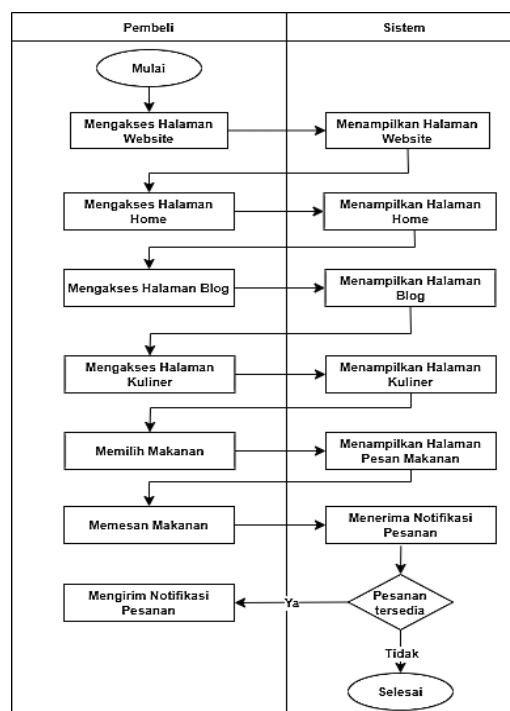 Pembeli
Sistem
Mulai
Mengakses Halaman
Website
Menampilkan Halaman
Website
Mengakses Halaman
Home
Menampilkan Halaman
Home
Mengakses Halaman Blog
Menampilkan Halaman
Blog
Mengakses Halaman
Kuliner
Menampilkan Halaman
Kuliner
Memilih Makanan
Menampilkan Halaman
Pesan Makanan
Memesan Makanan
Menerima Notifikasi
Pesanan
Mengirim Notifikasi
Pesanan
Ya
Pesanan
tersedia
Tidak
Selesai